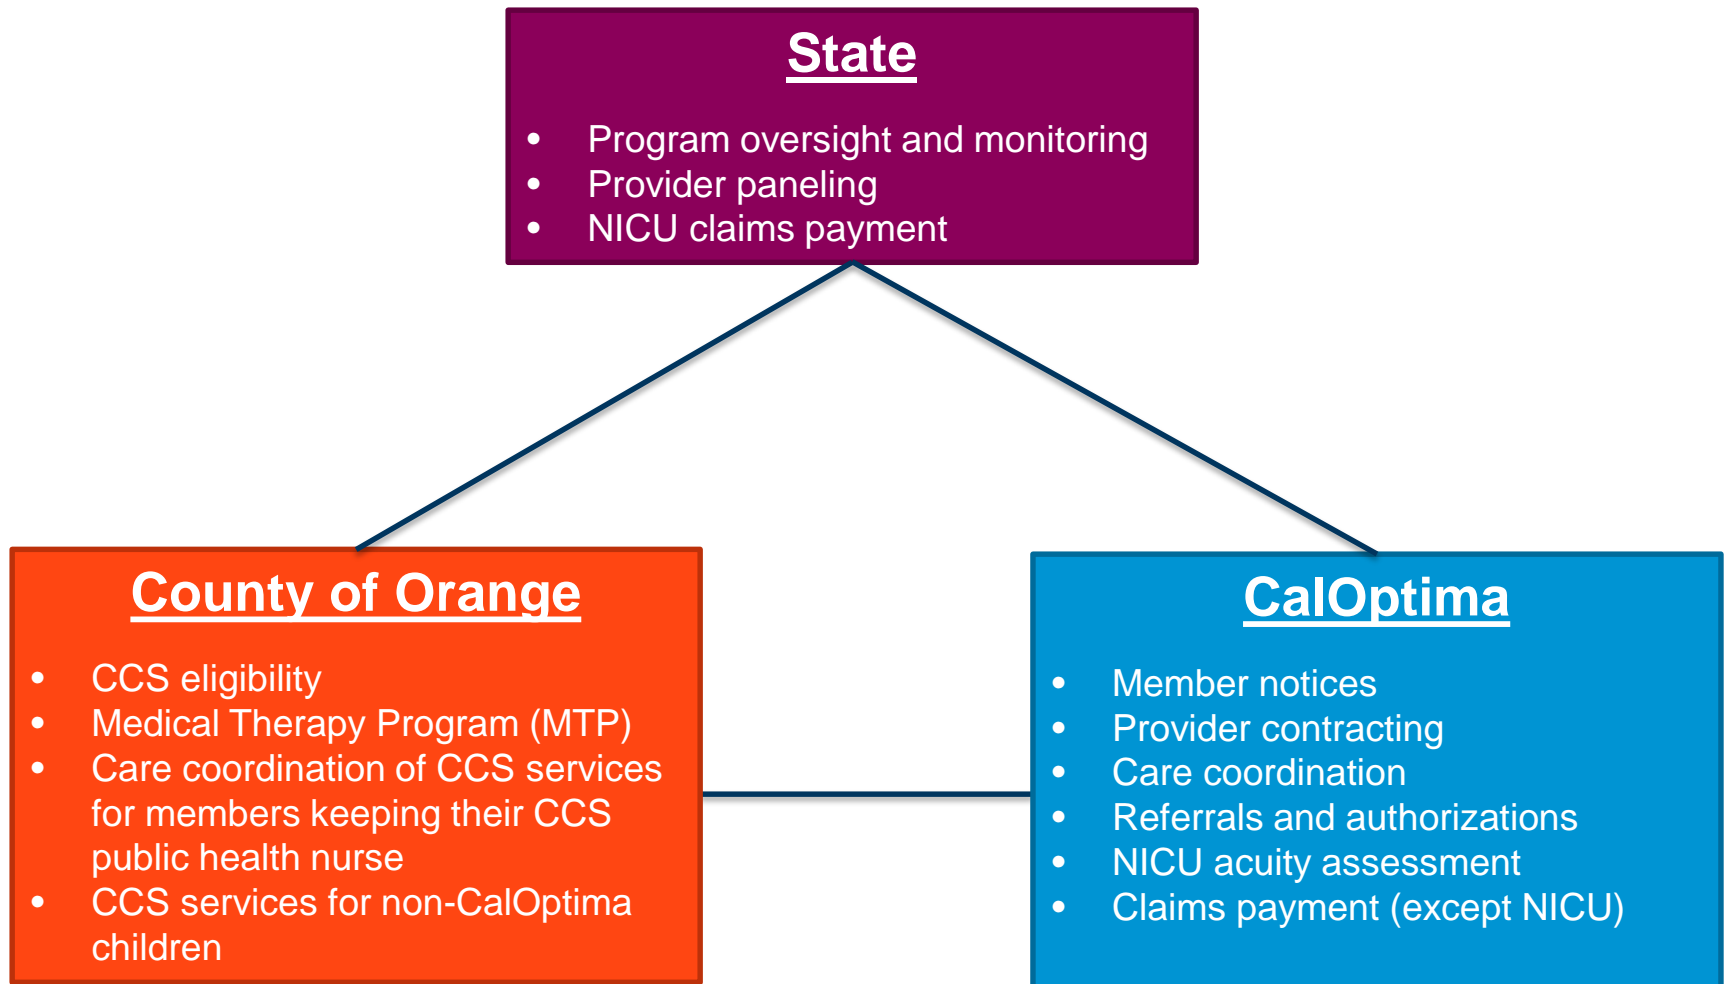 State
• Program oversight and monitoring
• Provider paneling
• NICU claims payment
County of Orange
• CCS eligibility
• Medical Therapy Program (MTP)
• Care coordination of CCS services
for members keeping their CCS
public health nurse
• CCS services for non-CalOptima
children
CalOptima
• Member notices
• Provider contracting
• Care coordination
• Referrals and authorizations
• NICU acuity assessment
• Claims payment (except NICU)